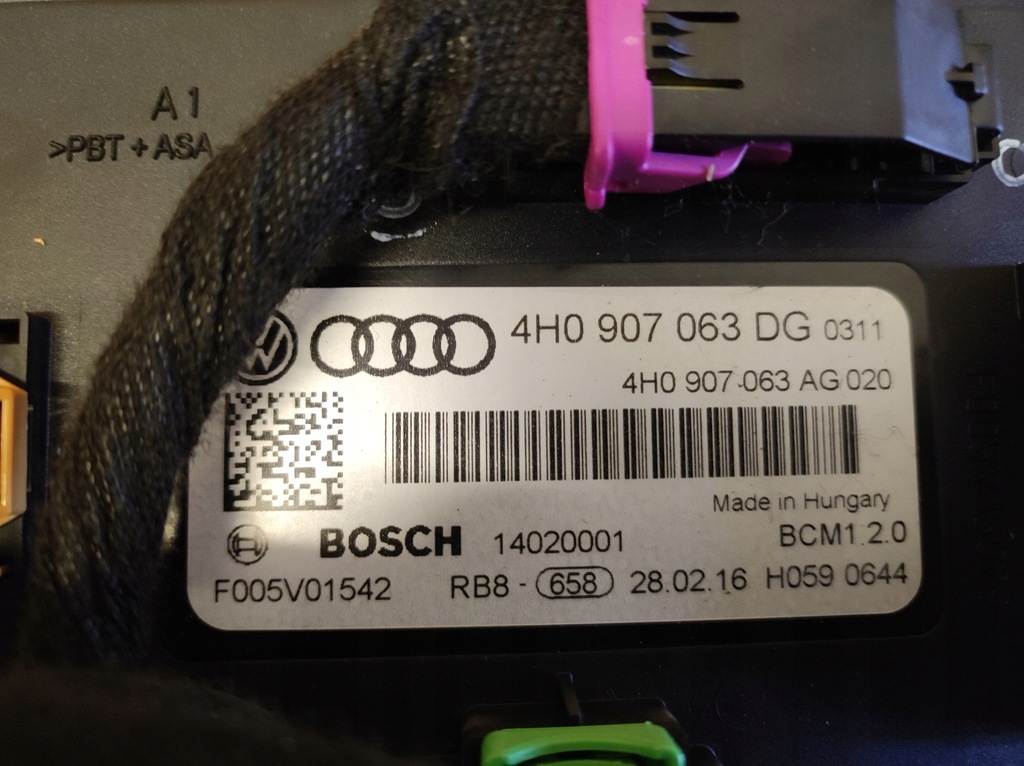 A1
>PBT + ASA
4H0 907 063 DG 0311
4H0 907 063 AG 020
Made in Hungary
BOSCH 14020001 BCM1.2.0
F005V01542 RB8 - 658 28.02.16 H059 0644